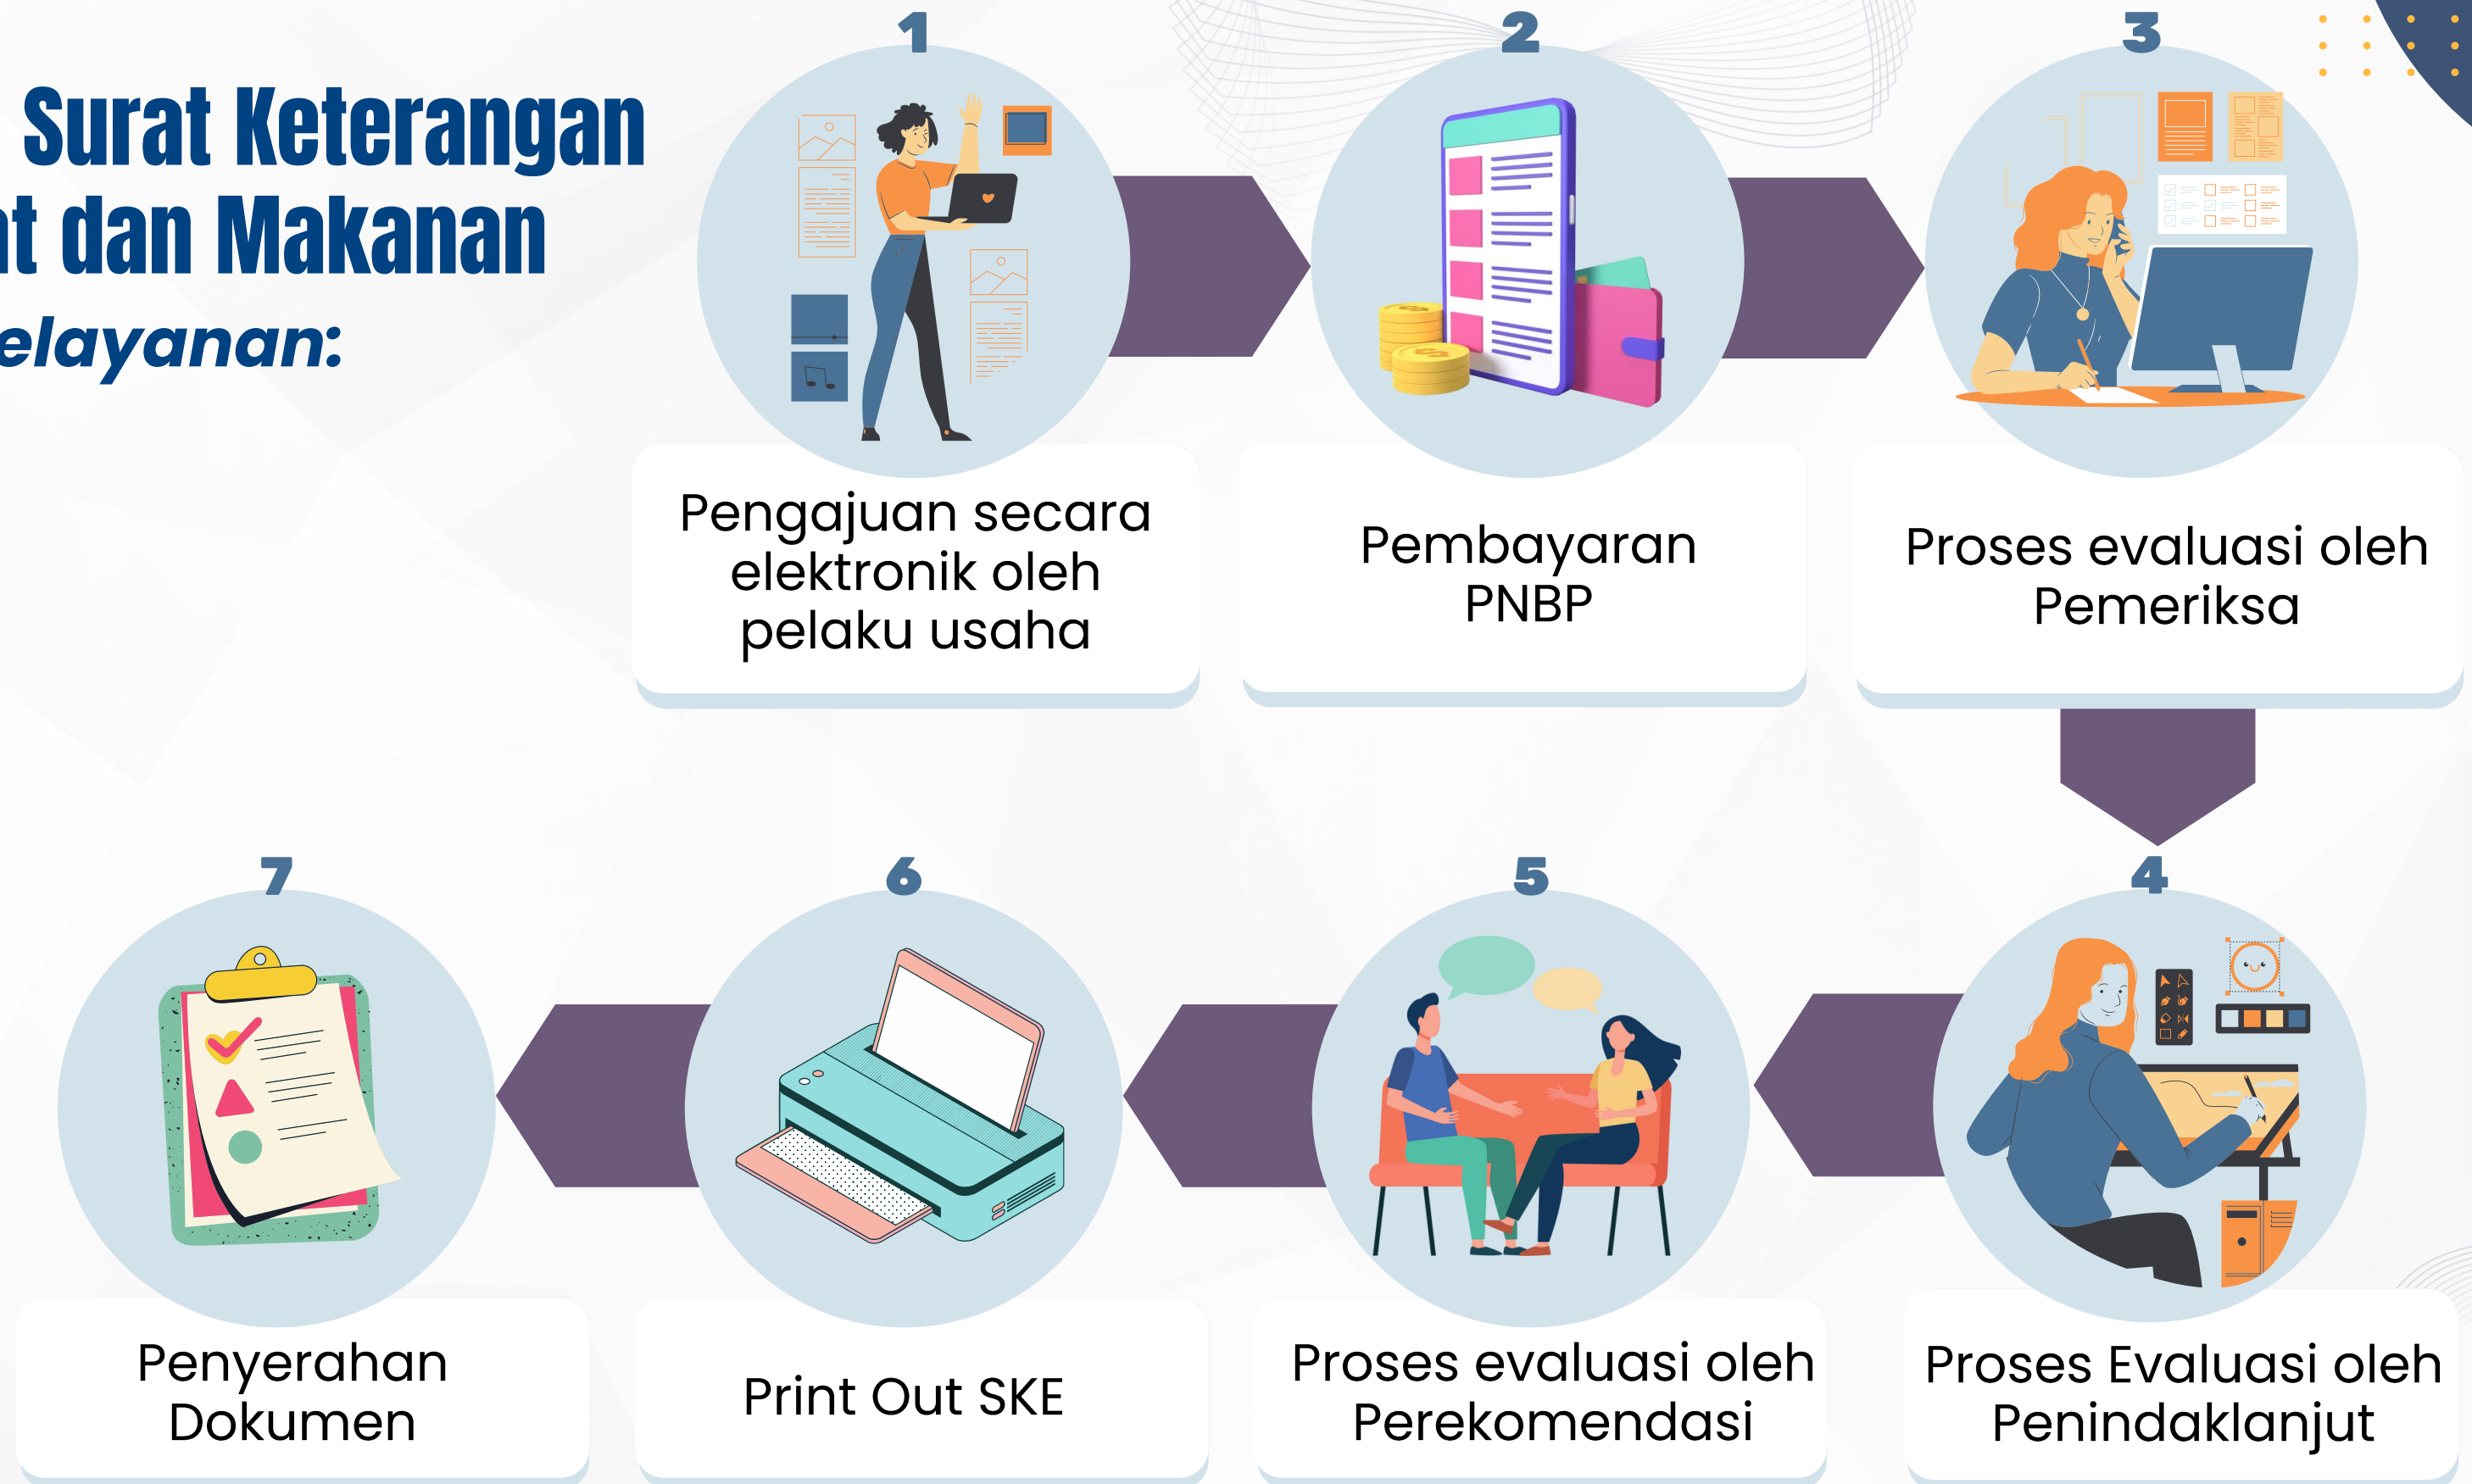 Surat Keterangan
dan Makanan
1
Pengajuan secara
elektronik oleh
pelaku usaha
2
Pembayaran
PNBP
3
Proses evaluasi oleh
Pemeriksa
4
Proses Evaluasi oleh
Penindaklanjut
5
Proses evaluasi oleh
Perekomendasi
6
Print Out SKE
7
Penyerahan
Dokumen